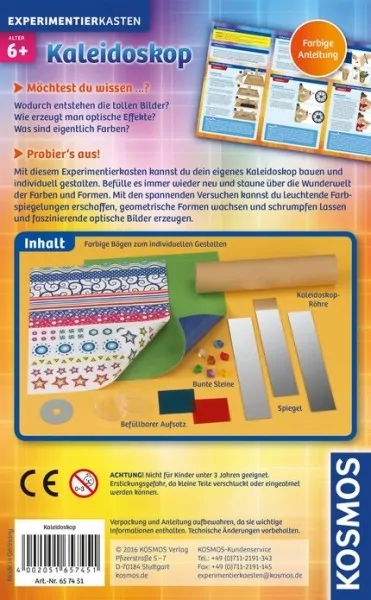 EXPERIMENTIERKASTEN
ALTER
6+
Kaleidoskop
Farbige
Anleitung
Möchtest du wissen ...?
Wodurch entstehen die tollen Bilder?
Wie erzeugt man optische Effekte?
Was sind eigentlich Farben?
Probier's aus!
Mit diesem Experimentierkasten kannst du dein eigenes Kaleidoskop bauen und
individuell gestalten. Befülle es immer wieder neu und staune über die Wunderwelt
der Farben und Formen. Mit den spannenden Versuchen kannst du leuchtende Farb-
spiegelungen erschaffen, geometrische Formen wachsen und schrumpfen lassen
und faszinierende optische Bilder erzeugen.
Inhalt
Farbige Bögen zum individuellen Gestalten
Kaleidoskop-
Röhre
Bunte Steine
Spiegel
Befüllbarer Aufsatz
CE
0-3
ACHTUNG! Nicht für Kinder unter 3 Jahren geeignet.
Erstickungsgefahr, da kleine Teile verschluckt oder eingeatmet
werden können.
Kaleidoskop
Made in Germany
4 002051 657451
Art.-Nr. 65 74 51
Verpackung und Anleitung aufbewahren, da sie wichtige
Informationen enthalten. Technische Änderungen vorbehalten.
© 2016 KOSMOS Verlag
Pfizerstraße 5 – 7
D-70184 Stuttgart
kosmos.de
KOSMOS-Kundenservice
Tel.: +49 (0)711-2191-343
Fax: +49 (0)711-2191-145
experimentierkasten@kosmos.de
KOSMOS